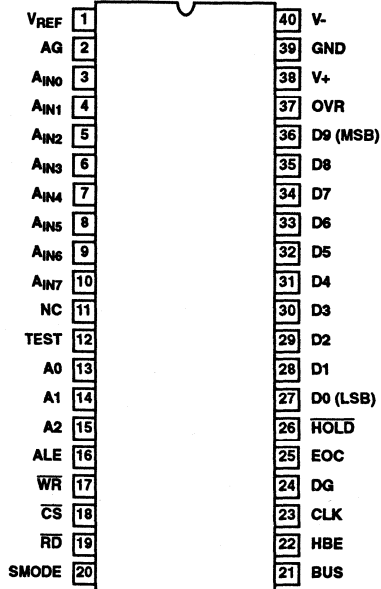 VREF 1 40 V-
AG 2 39 GND
AIN0 3 38 V+
AIN1 4 37 OVR
AIN2 5 36 D9 (MSB)
AIN3 6 35 D8
AIN4 7 34 D7
AIN5 8 33 D6
AIN6 9 32 D5
AIN7 10 31 D4
NC 11 30 D3
TEST 12 29 D2
A0 13 28 D1
A1 14 27 D0 (LSB)
A2 15 26 H̅O̅L̅D̅
ALE 16 25 EOC
W̅R̅ 17 24 DG
C̅S̅ 18 23 CLK
R̅D̅ 19 22 HBE
SMODE 20 21 BUS